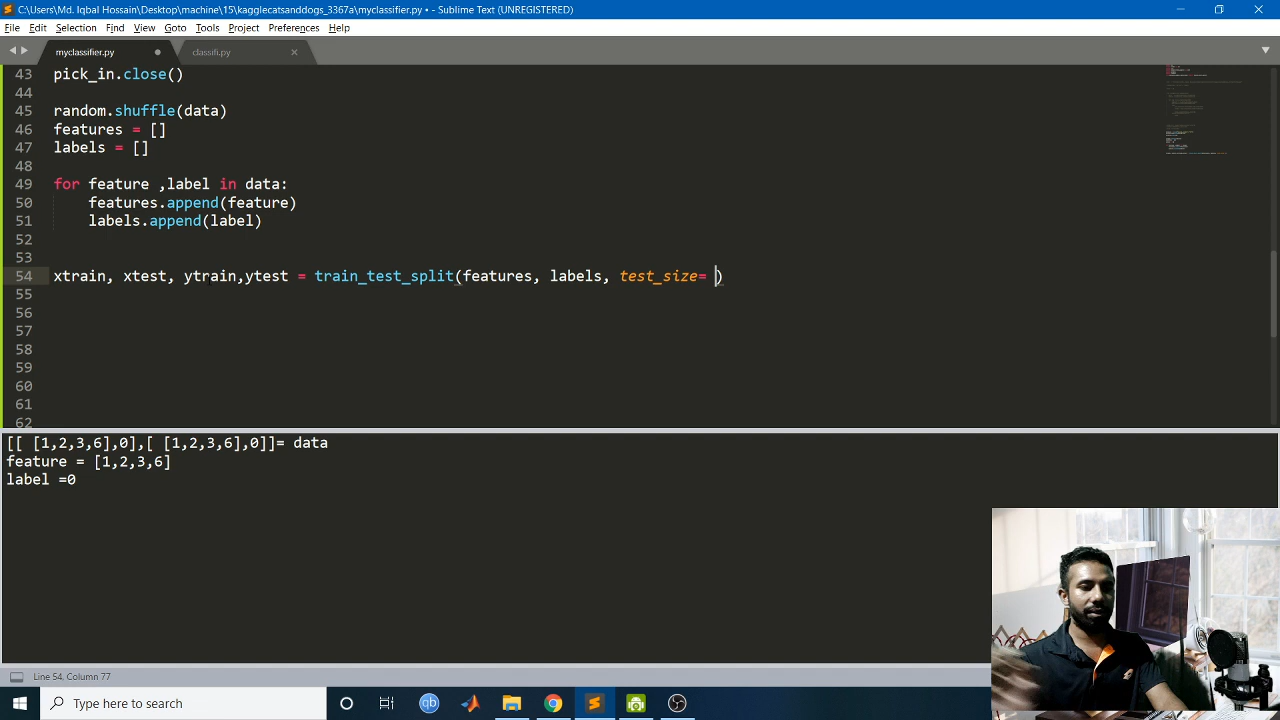 C:\Users\Md. Iqbal Hossain\Desktop\machine\15\kagglecatsanddogs_3367a\myclassifier.py • - Sublime Text (UNREGISTERED)
File Edit Selection Find View Goto Tools Project Preferences Help
myclassifier.py classifi.py
43 pick_in.close()
44
45 random.shuffle(data)
46 features = []
47 labels = []
48
49 for feature ,label in data:
50 features.append(feature)
51 labels.append(label)
52
53
54 xtrain, xtest, ytrain,ytest = train_test_split(features, labels, test_size= )
55
56
57
58
59
60
61
62
[[ [1,2,3,6],0],[ [1,2,3,6],0]]= data
feature = [1,2,3,6]
label =0
Line 54, Column 77
Type here to search
qb